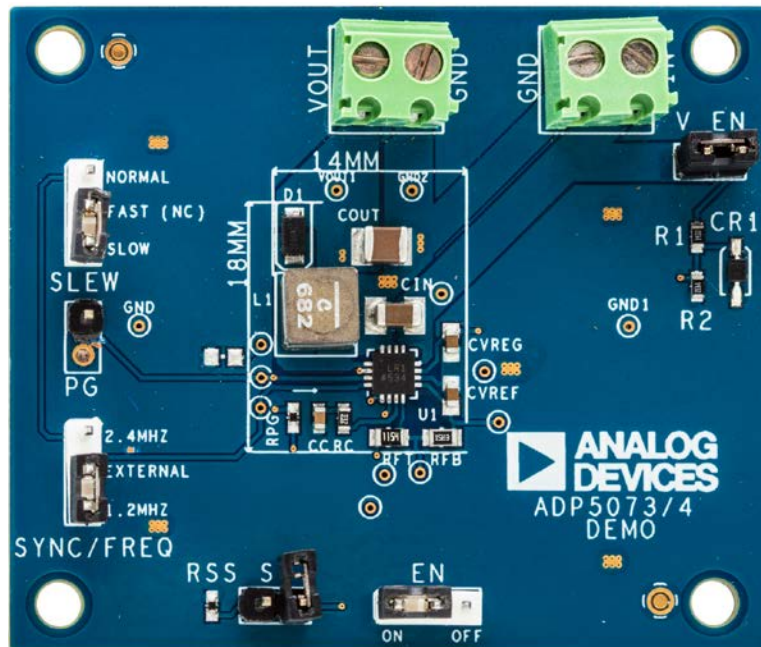 VOUT
GND
GND
V EN
NORMAL
FAST (NC)
SLOW
SLEW
14MM
VOUT1
GND2
D1
COUT
18MM
L1
C
682
CIN
R1
CR1
R2
GND
GND1
PG
CVREG
LN1
CVREF
U1
RPG
CC
RC
1154
RFT
RFB
2.4MHZ
EXTERNAL
1.2MHZ
SYNC/FREQ
ANALOG
DEVICES
ADP5073/4
DEMO
RSS
S
EN
ON
OFF